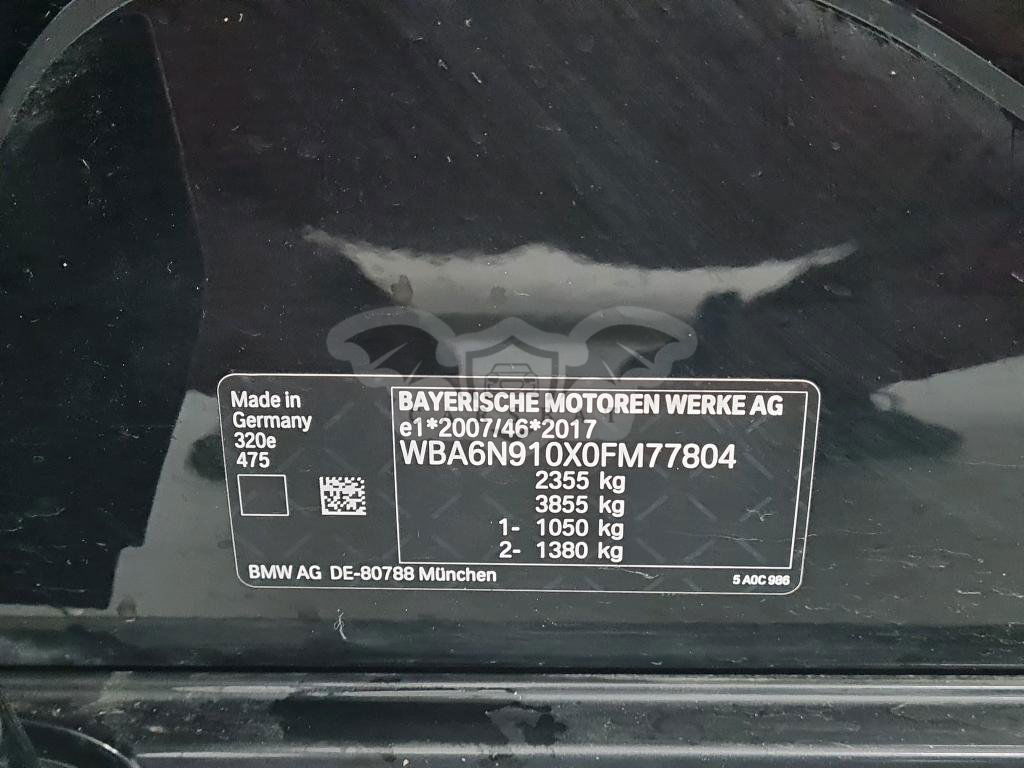 Made in
Germany
320e
475
BAYERISCHE MOTOREN WERKE AG
e1*2007/46*2017
WBA6N910X0FM77804
2355 kg
3855 kg
1- 1050 kg
2- 1380 kg
BMW AG DE-80788 München
5 A0C 986